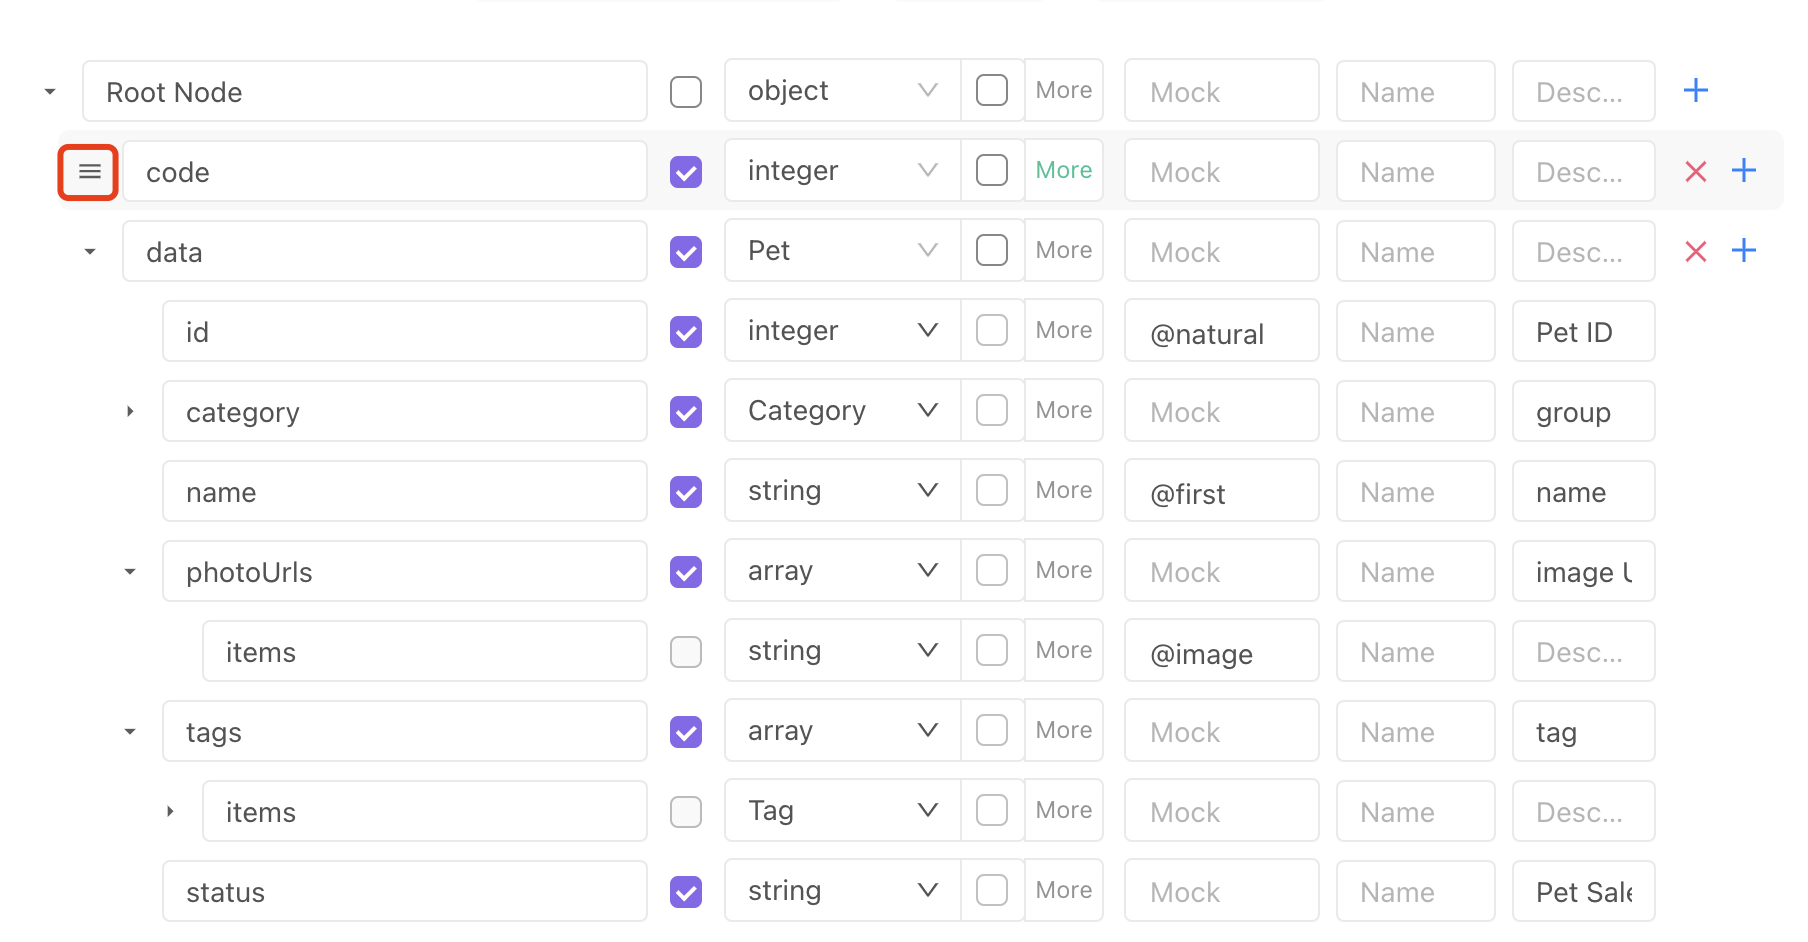 Root Node object More Mock Name Desc...
code integer More Mock Name Desc...
data Pet More Mock Name Desc...
id integer More @natural Name Pet ID
category Category More Mock Name group
name string More @first Name name
photoUrls array More Mock Name image U
items string More @image Name Desc...
tags array More Mock Name tag
items Tag More Mock Name Desc...
status string More Mock Name Pet Sale